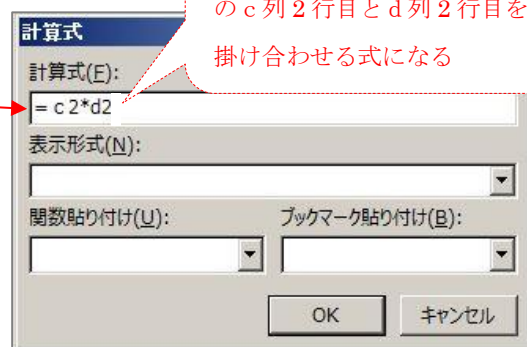 のｃ列２行目とｄ列２行目を
掛け合わせる式になる
計算式
計算式(F):
=ｃ2*d2
表示形式(N):
関数貼り付け(U): ブックマーク貼り付け(B):
OK キャンセル